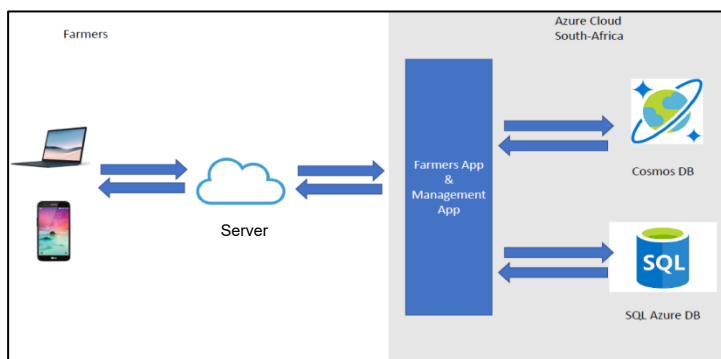 Farmers
Azure Cloud
South-Africa
Farmers App
&
Management
App
Cosmos DB
Server
SQL
SQL Azure DB